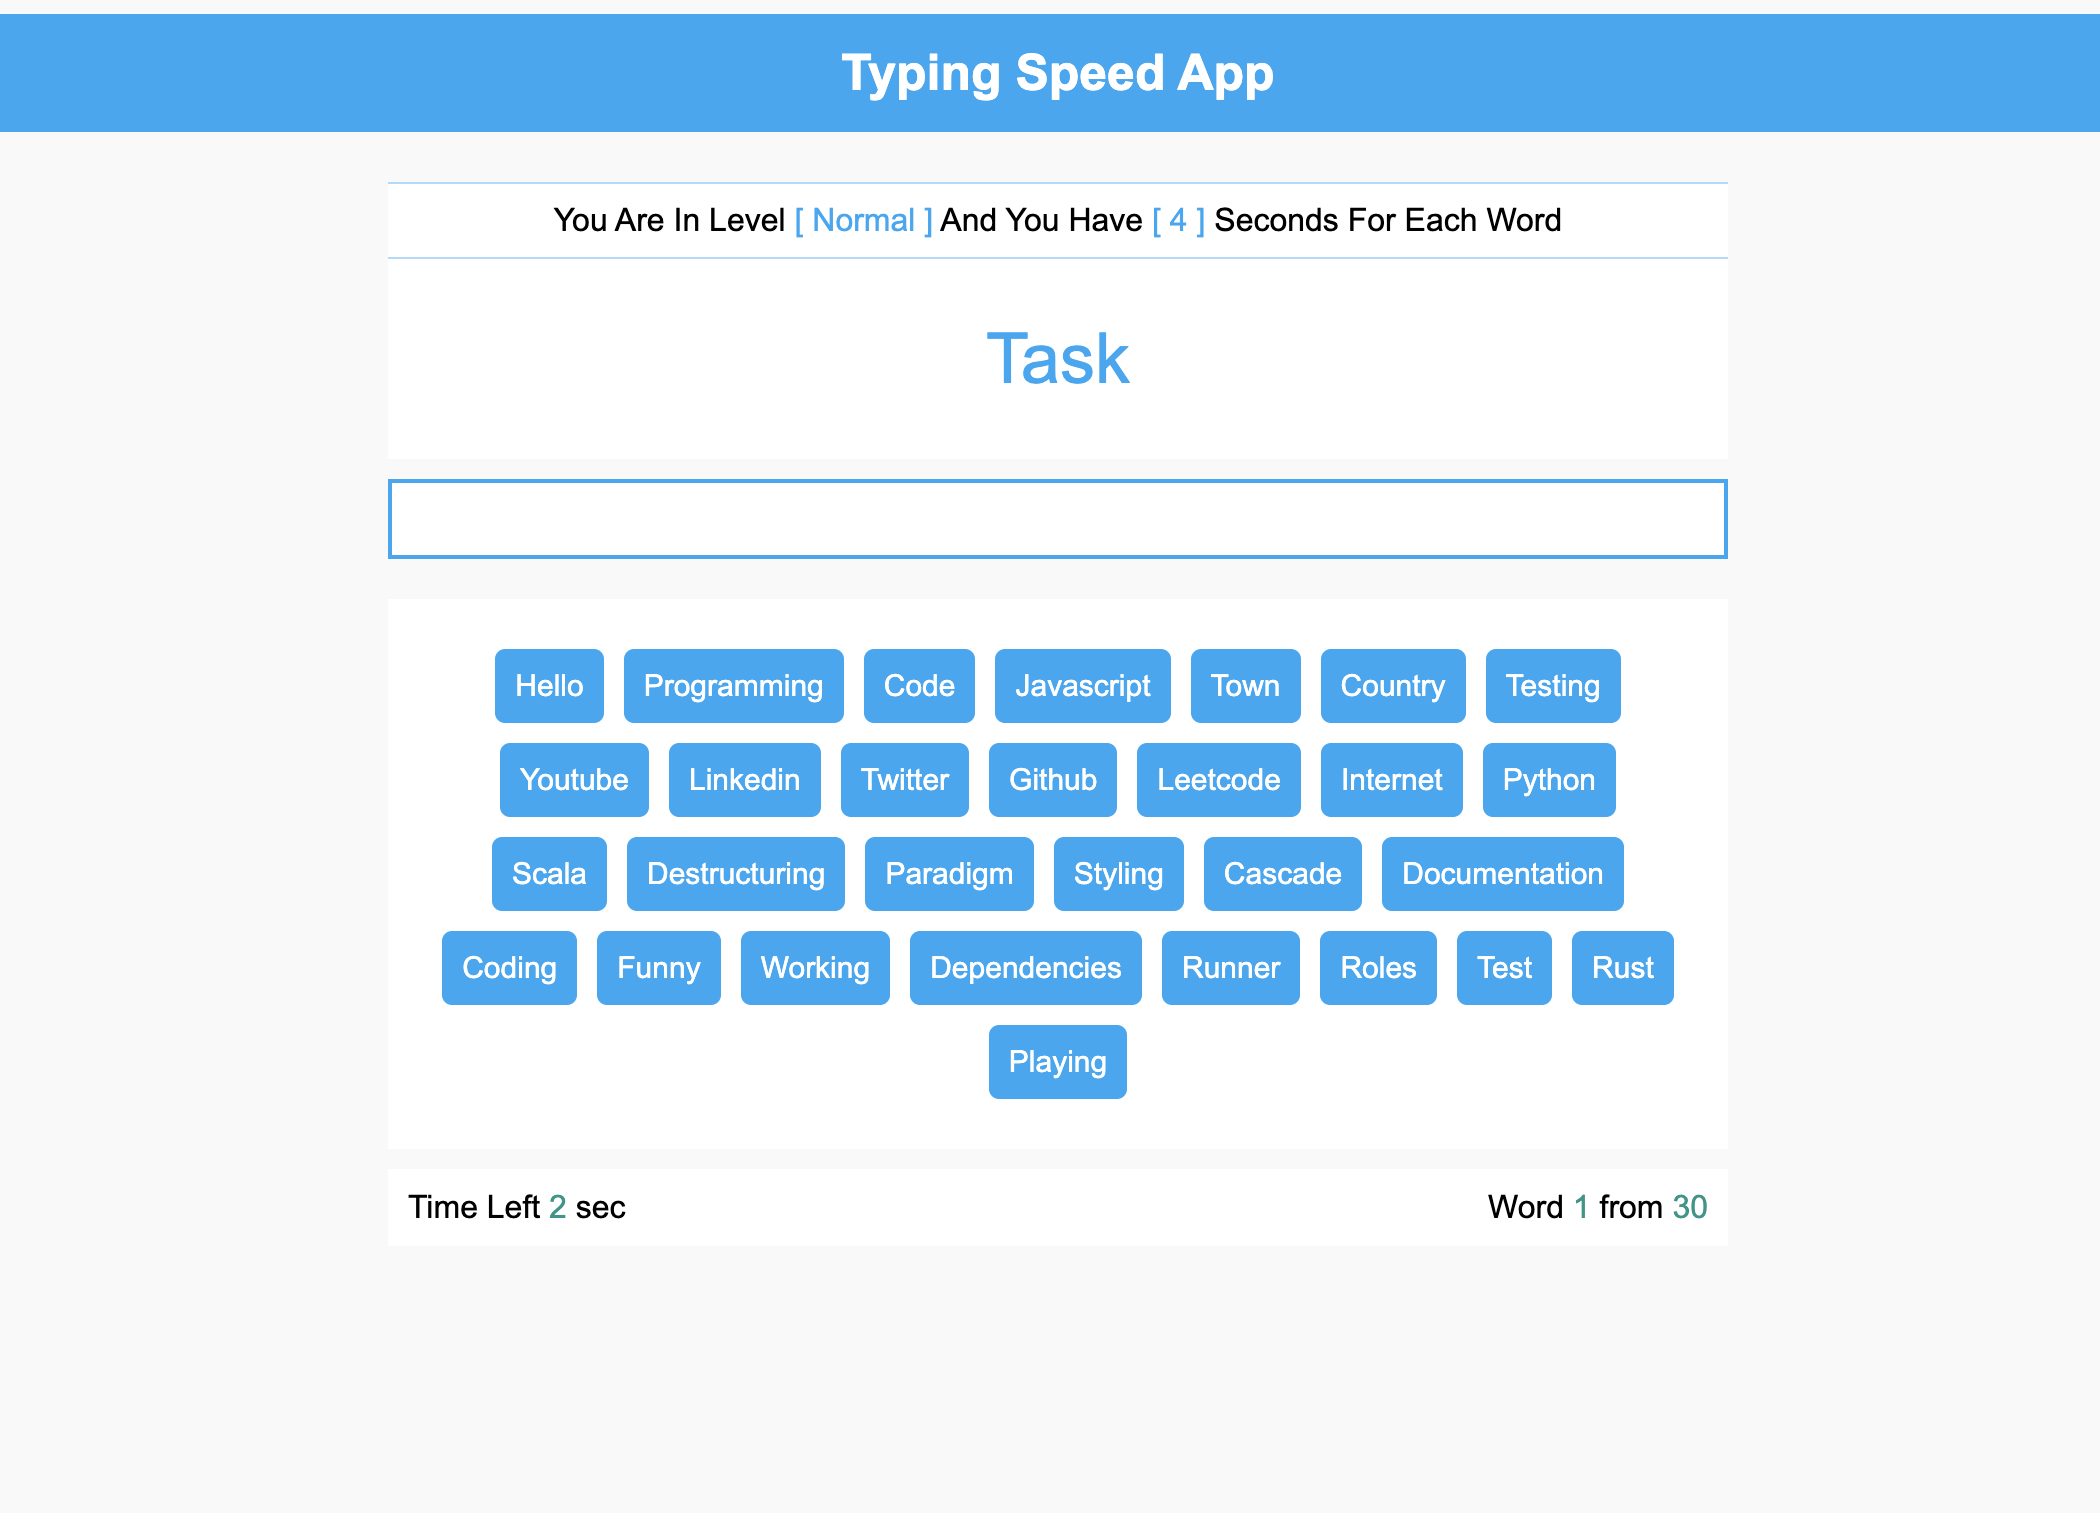 Typing Speed App
You Are In Level [ Normal ] And You Have [ 4 ] Seconds For Each Word
Task
Hello Programming Code Javascript Town Country Testing
Youtube Linkedin Twitter Github Leetcode Internet Python
Scala Destructuring Paradigm Styling Cascade Documentation
Coding Funny Working Dependencies Runner Roles Test Rust
Playing
Time Left 2 sec Word 1 from 30